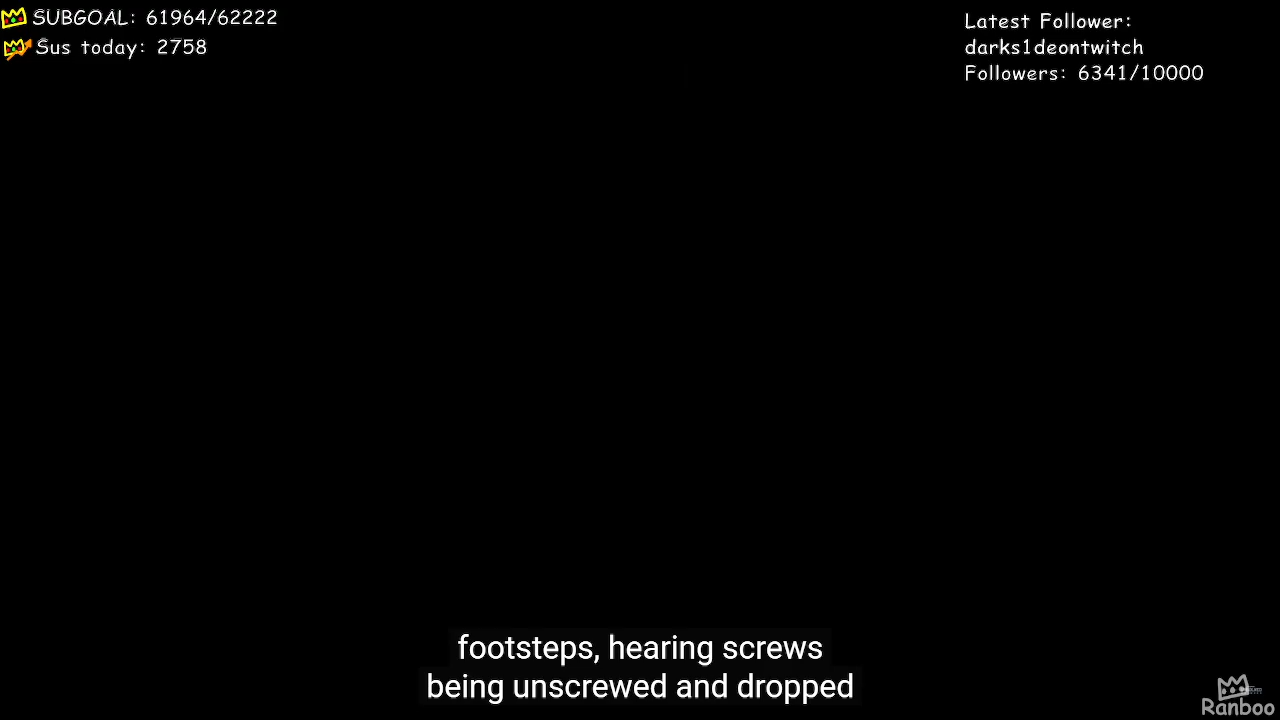 SUBGOAL: 61964/62222
Sus today: 2758
Latest Follower:
darks1deontwitch
Followers: 6341/10000
footsteps, hearing screws
being unscrewed and dropped
Ranboo